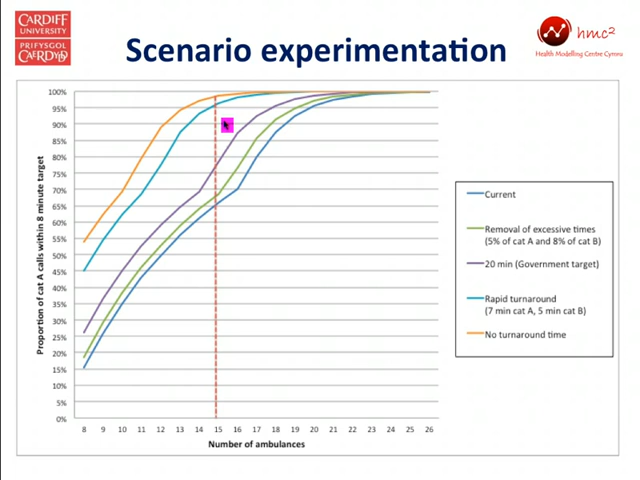 CARDIFF
UNIVERSITY
PRIFYSGOL
CAERDYDD
hmc²
Health Modelling Centre Cymru
Scenario experimentation
100%
95%
90%
85%
80%
75%
70%
65%
60%
55%
50%
45%
40%
35%
30%
25%
20%
15%
10%
5%
0%
Proportion of cat A calls within 8 minute target
8 9 10 11 12 13 14 15 16 17 18 19 20 21 22 23 24 25 26
Number of ambulances
Current
Removal of excessive times
(5% of cat A and 8% of cat B)
20 min (Government target)
Rapid turnaround
(7 min cat A, 5 min cat B)
No turnaround time